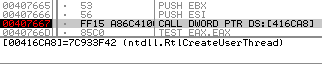 00407665 . 53 PUSH EBX
00407666 . 56 PUSH ESI
00407667 . FF15 A86C410( CALL DWORD PTR DS:[416CA8]
0040766D . 85C0 TEST EAX,EAX
[00416CA8]=7C933F42 (ntdll.RtlCreateUserThread)